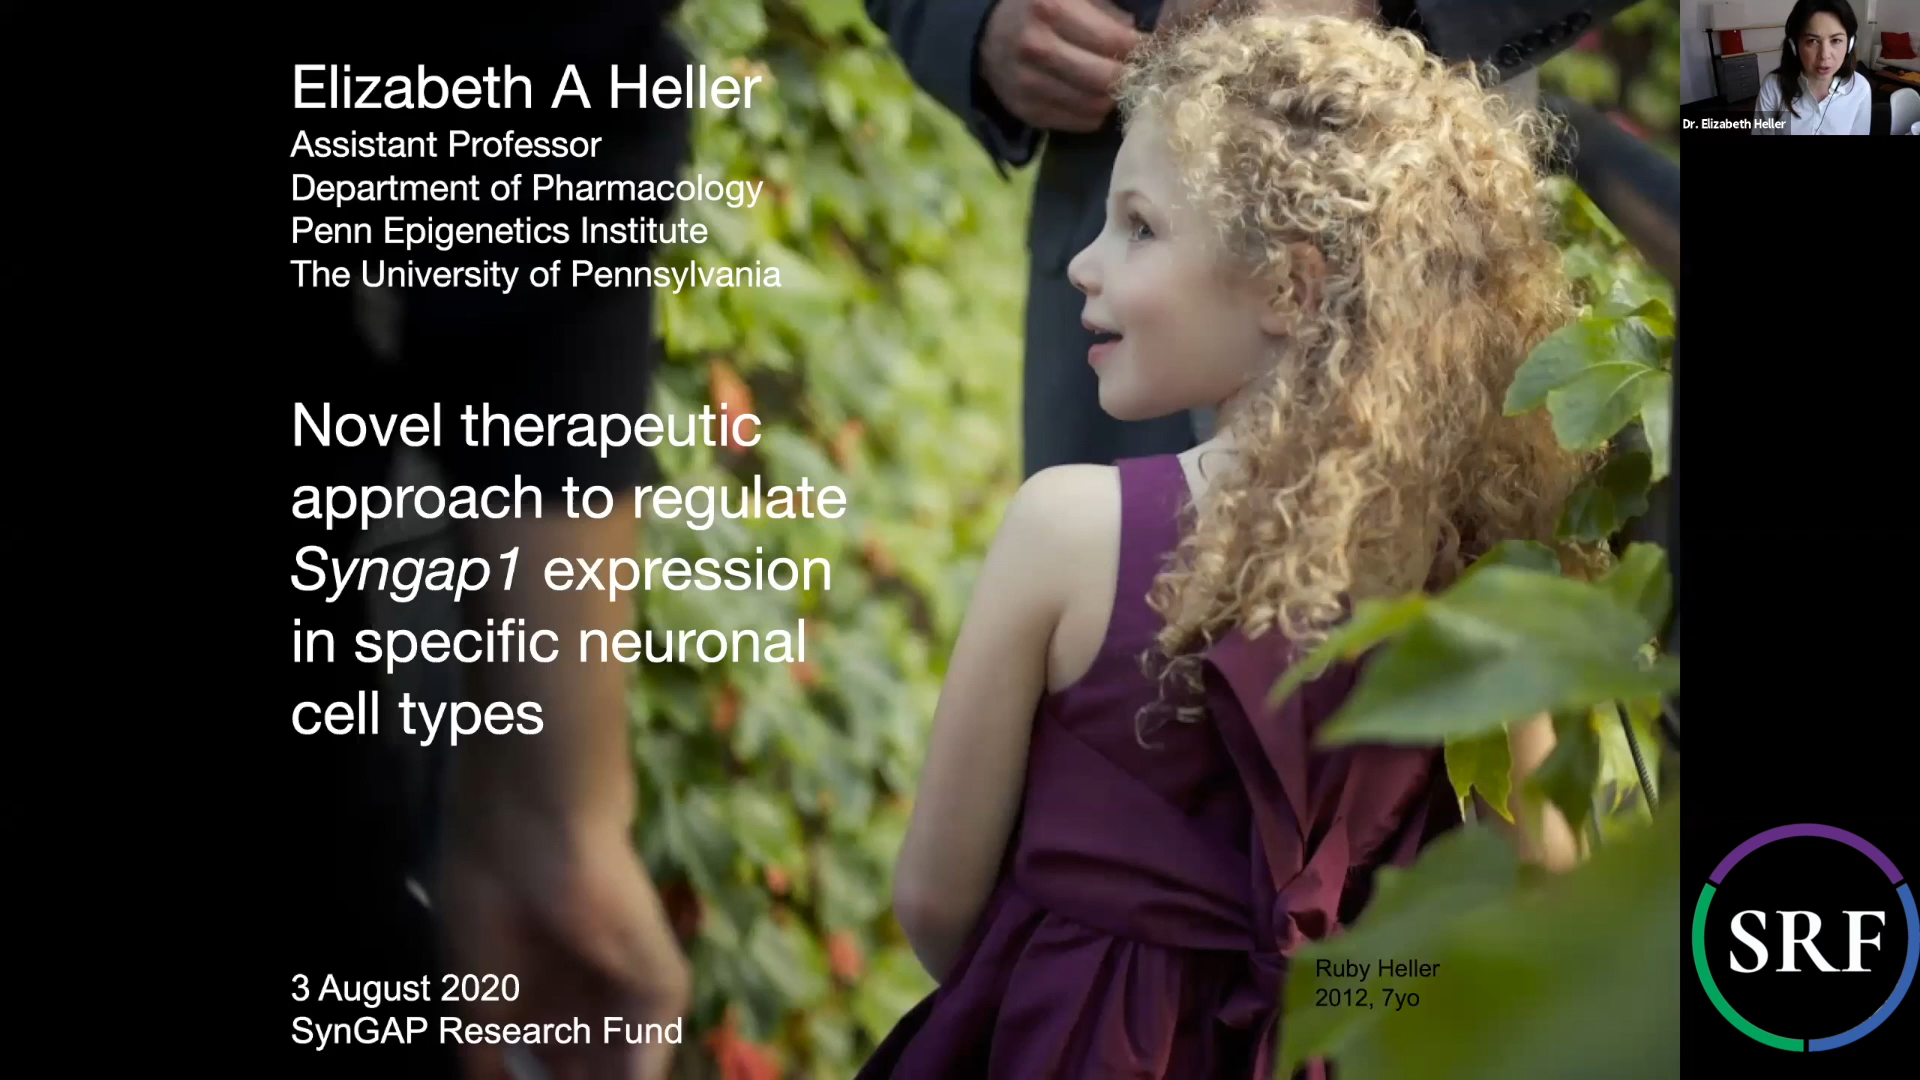 Elizabeth A Heller
Assistant Professor
Department of Pharmacology
Penn Epigenetics Institute
The University of Pennsylvania
Novel therapeutic
approach to regulate
Syngap1 expression
in specific neuronal
cell types
3 August 2020
SynGAP Research Fund
Ruby Heller
2012, 7yo
Dr. Elizabeth Heller
SRF